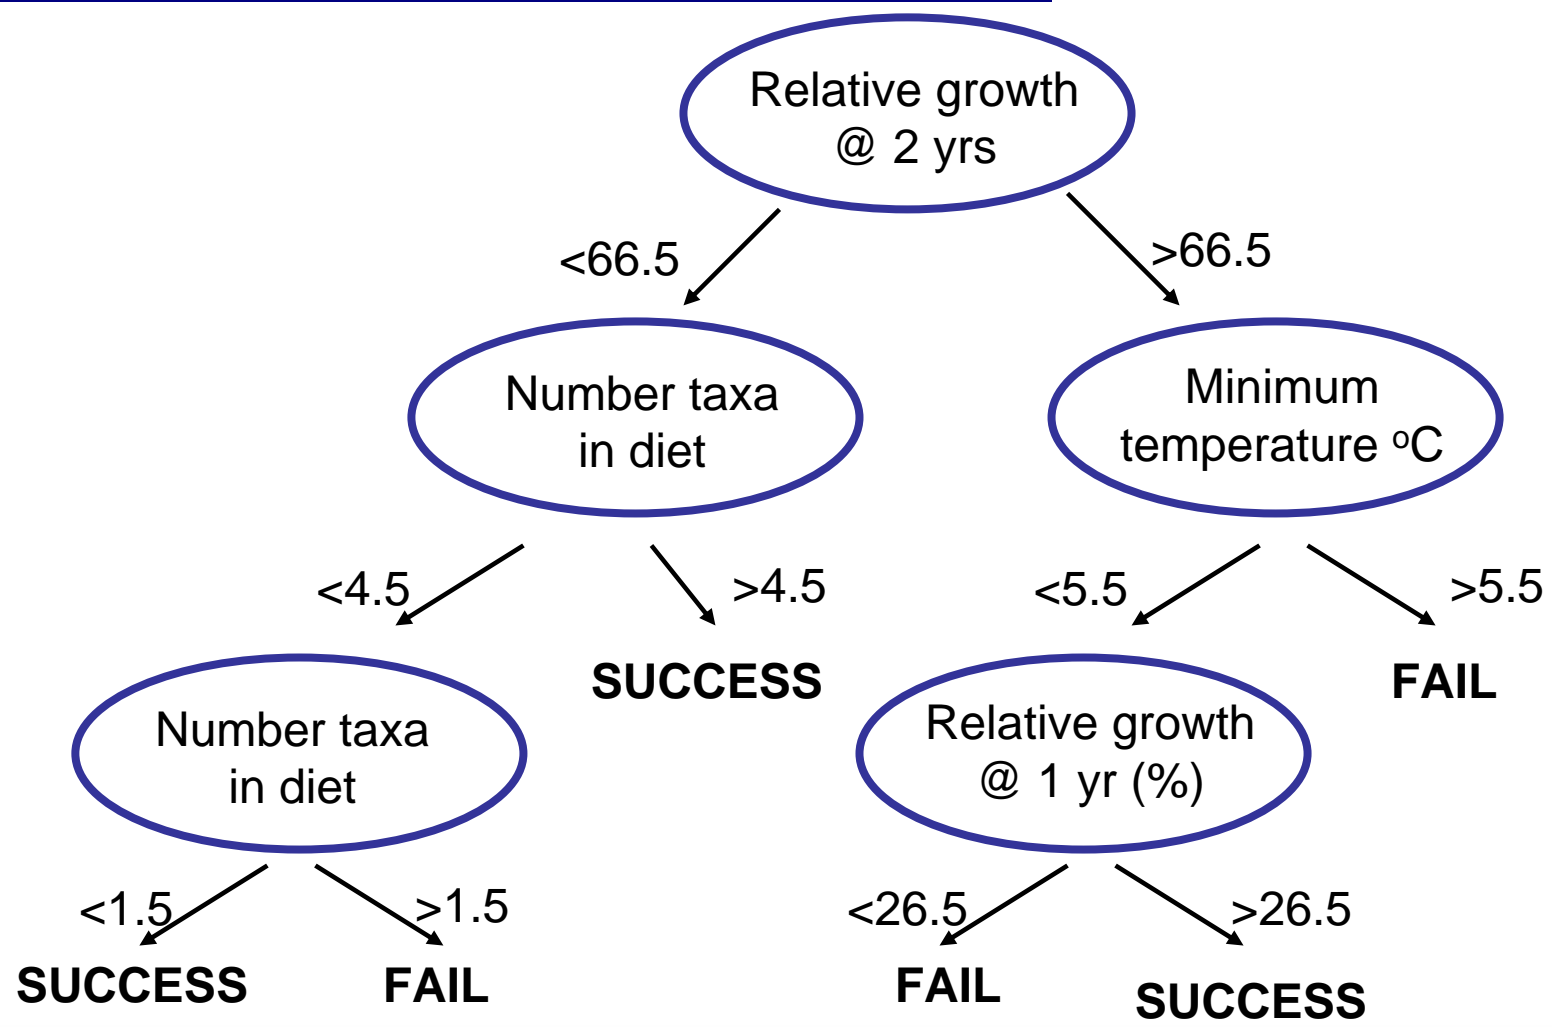 Relative growth
@ 2 yrs
<66.5
>66.5
Number taxa
in diet
Minimum
temperature ºC
<4.5
>4.5
<5.5
>5.5
SUCCESS
FAIL
Number taxa
in diet
Relative growth
@ 1 yr (%)
<1.5
>1.5
<26.5
>26.5
SUCCESS
FAIL
FAIL
SUCCESS